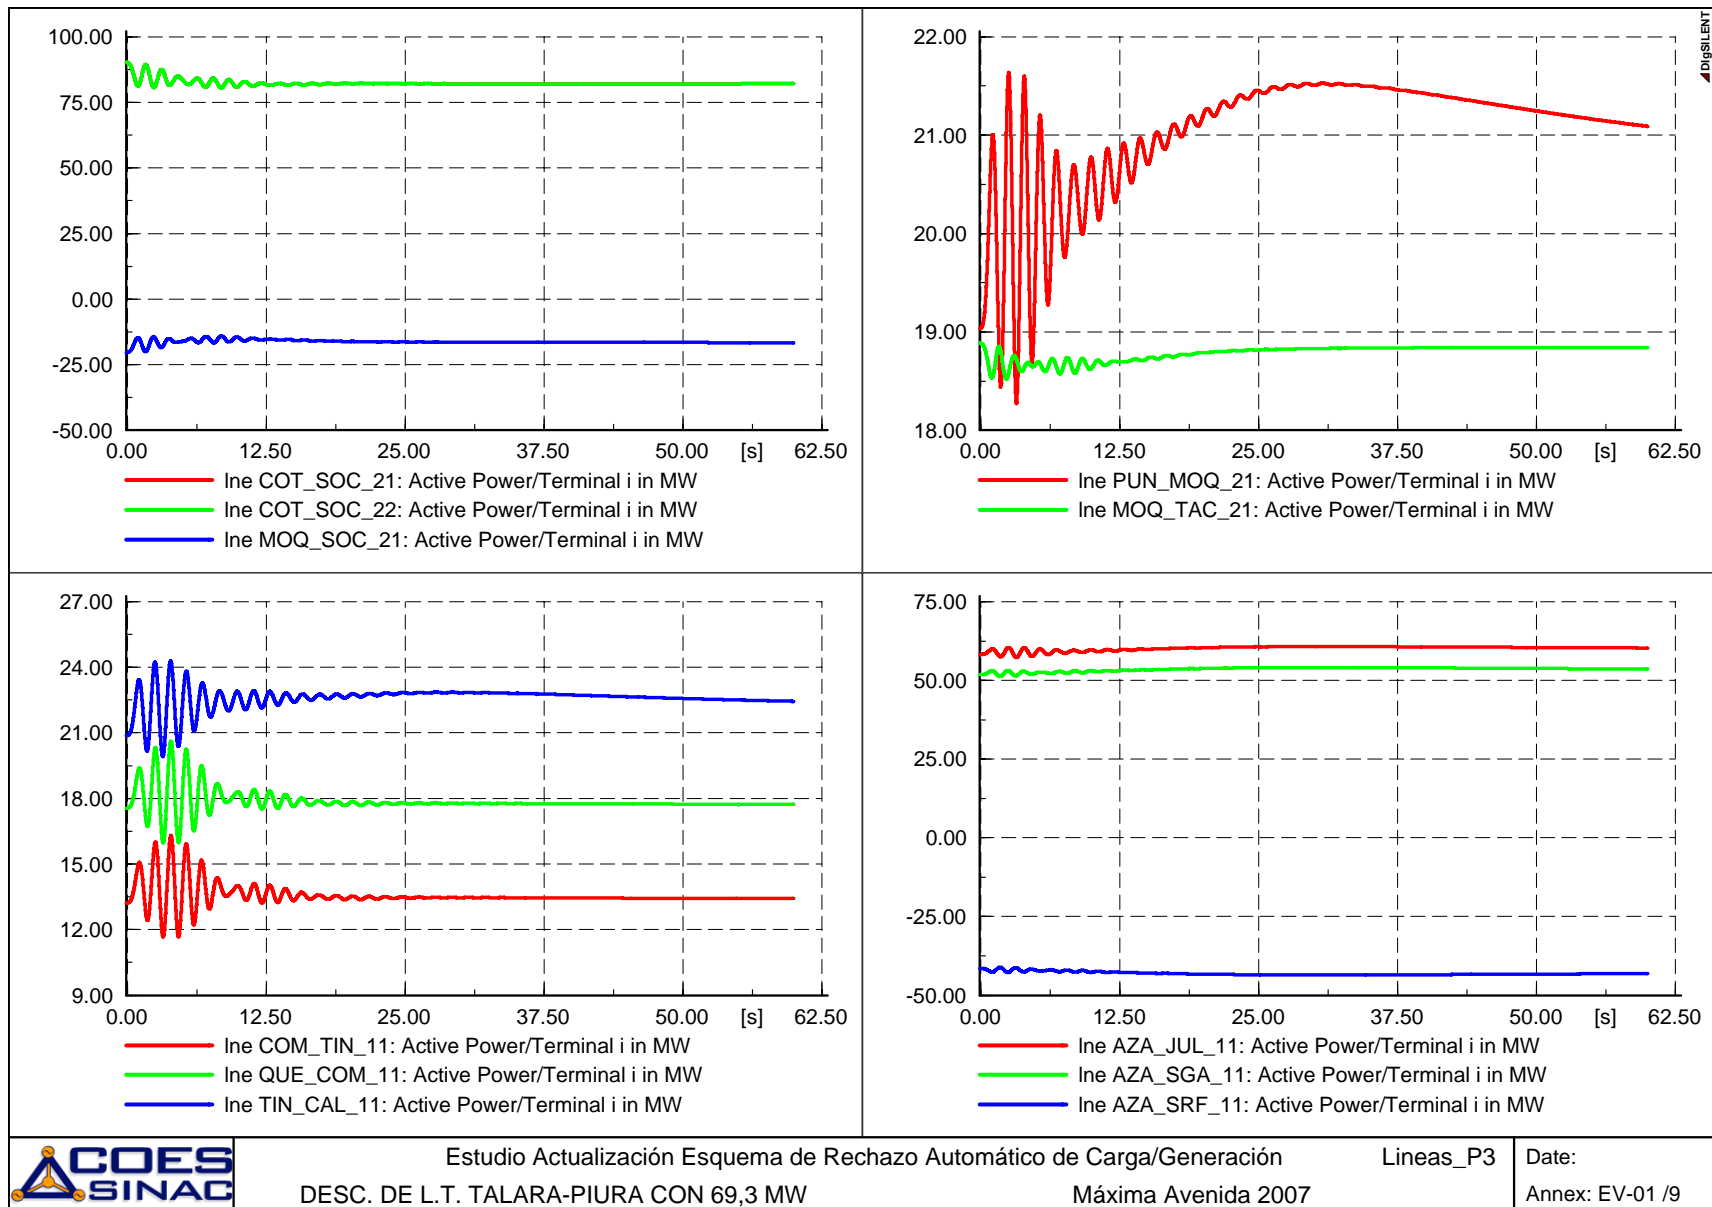 100.00
75.00
50.00
25.00
0.00
-25.00
-50.00
0.00 12.50 25.00 37.50 50.00 [s] 62.50
lne COT_SOC_21: Active Power/Terminal i in MW
lne COT_SOC_22: Active Power/Terminal i in MW
lne MOQ_SOC_21: Active Power/Terminal i in MW
22.00
21.00
20.00
19.00
18.00
0.00 12.50 25.00 37.50 50.00 [s] 62.50
lne PUN_MOQ_21: Active Power/Terminal i in MW
lne MOQ_TAC_21: Active Power/Terminal i in MW
DIgSILENT
27.00
24.00
21.00
18.00
15.00
12.00
9.00
0.00 12.50 25.00 37.50 50.00 [s] 62.50
lne COM_TIN_11: Active Power/Terminal i in MW
lne QUE_COM_11: Active Power/Terminal i in MW
lne TIN_CAL_11: Active Power/Terminal i in MW
75.00
50.00
25.00
0.00
-25.00
-50.00
0.00 12.50 25.00 37.50 50.00 [s] 62.50
lne AZA_JUL_11: Active Power/Terminal i in MW
lne AZA_SGA_11: Active Power/Terminal i in MW
lne AZA_SRF_11: Active Power/Terminal i in MW
COES
SINAC
Estudio Actualización Esquema de Rechazo Automático de Carga/Generación Lineas_P3
DESC. DE L.T. TALARA-PIURA CON 69,3 MW Máxima Avenida 2007
Date:
Annex: EV-01 /9